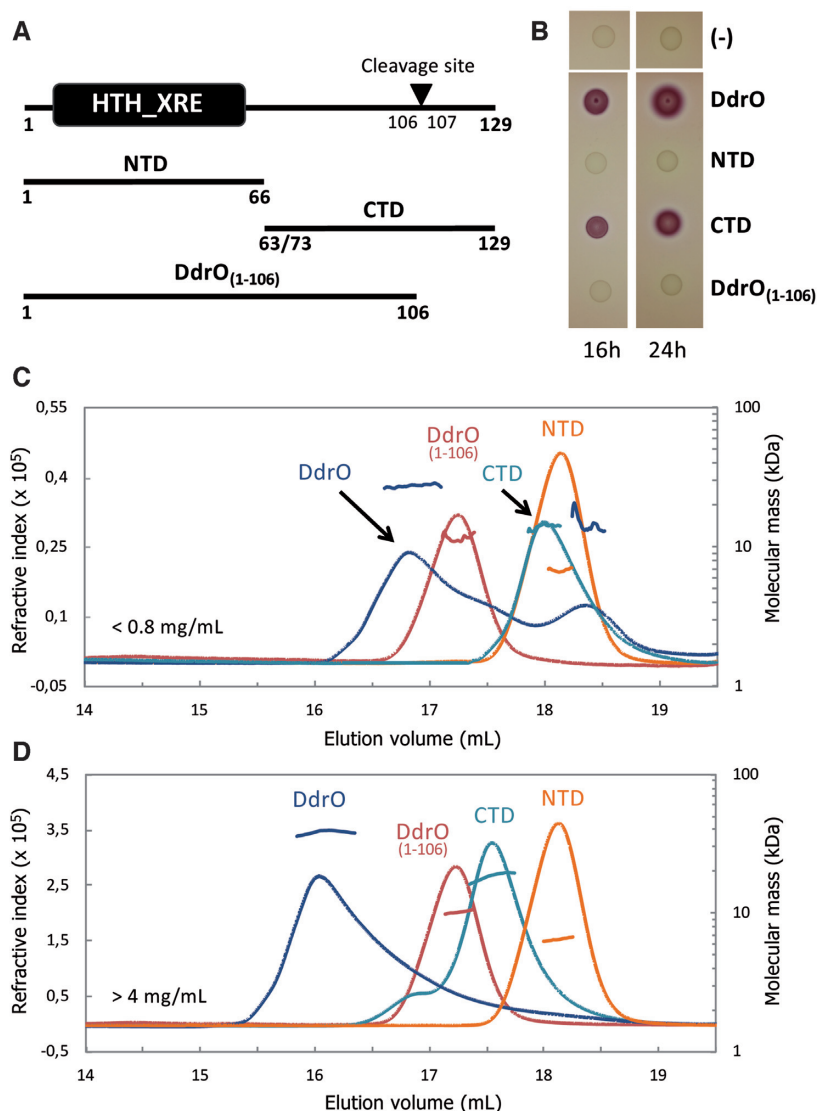 A
Cleavage site
HTH_XRE
1 106 107 129
NTD
1 66
CTD
63/73 129
DdrO(1-106)
1 106
B
(-)
DdrO
NTD
CTD
DdrO(1-106)
16h 24h
C
Refractive index (x 10⁵)
0,55
0,4
0,25
0,1
-0,05
DdrO
DdrO
(1-106)
CTD
NTD
< 0.8 mg/mL
100
10
1
Molecular mass (kDa)
14 15 16 17 18 19
Elution volume (mL)
D
Refractive index (x 10⁵)
4,5
3,5
2,5
1,5
0,5
-0,5
DdrO
DdrO
(1-106)
CTD
NTD
> 4 mg/mL
100
10
1
Molecular mass (kDa)
14 15 16 17 18 19
Elution volume (mL)